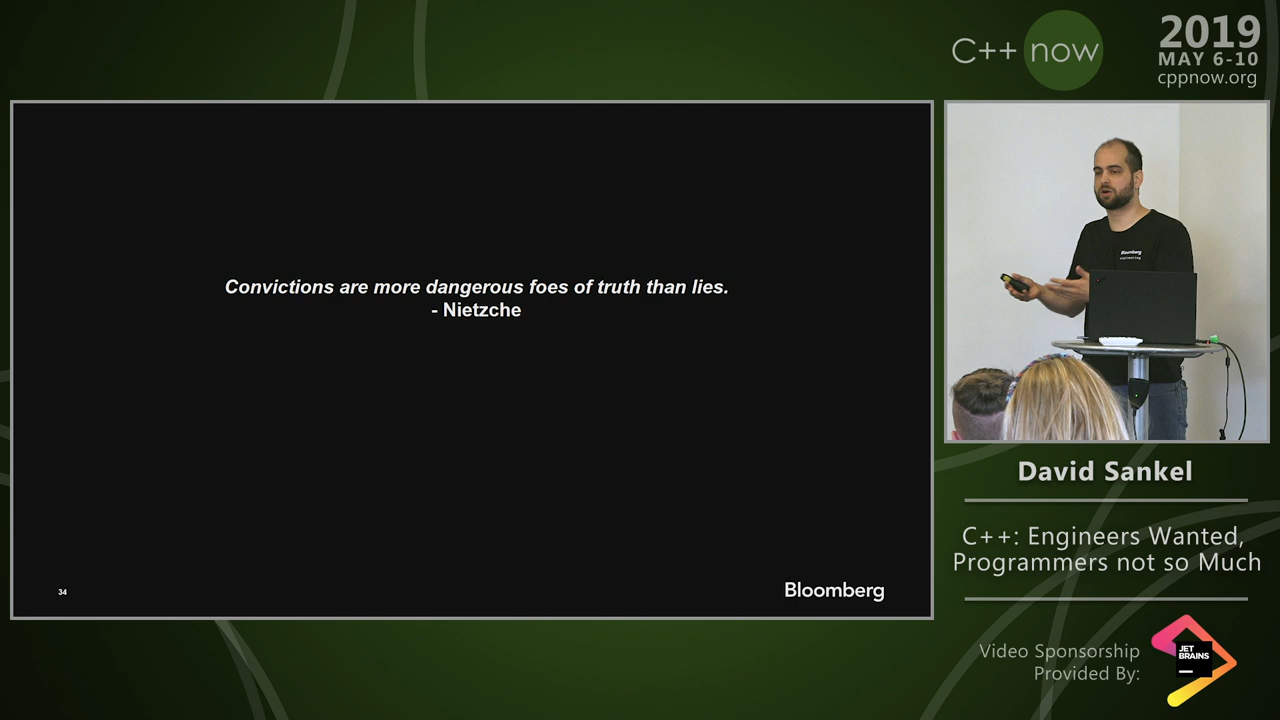 C++ now
2019
MAY 6-10
cppnow.org
Convictions are more dangerous foes of truth than lies.
- Nietzche
34
Bloomberg
Bloomberg
David Sankel
C++: Engineers Wanted,
Programmers not so Much
Video Sponsorship
Provided By:
JET
BRAINS